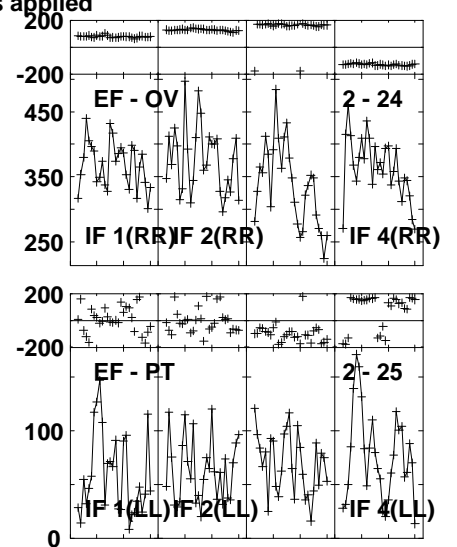 s applied
200
-200
EF - OV 2 - 24
450
350
IF 1(RR) IF 2(RR) IF 4(RR)
250
200
-200
EF - PT 2 - 25
100
IF 1(LL) IF 2(LL) IF 4(LL)
0